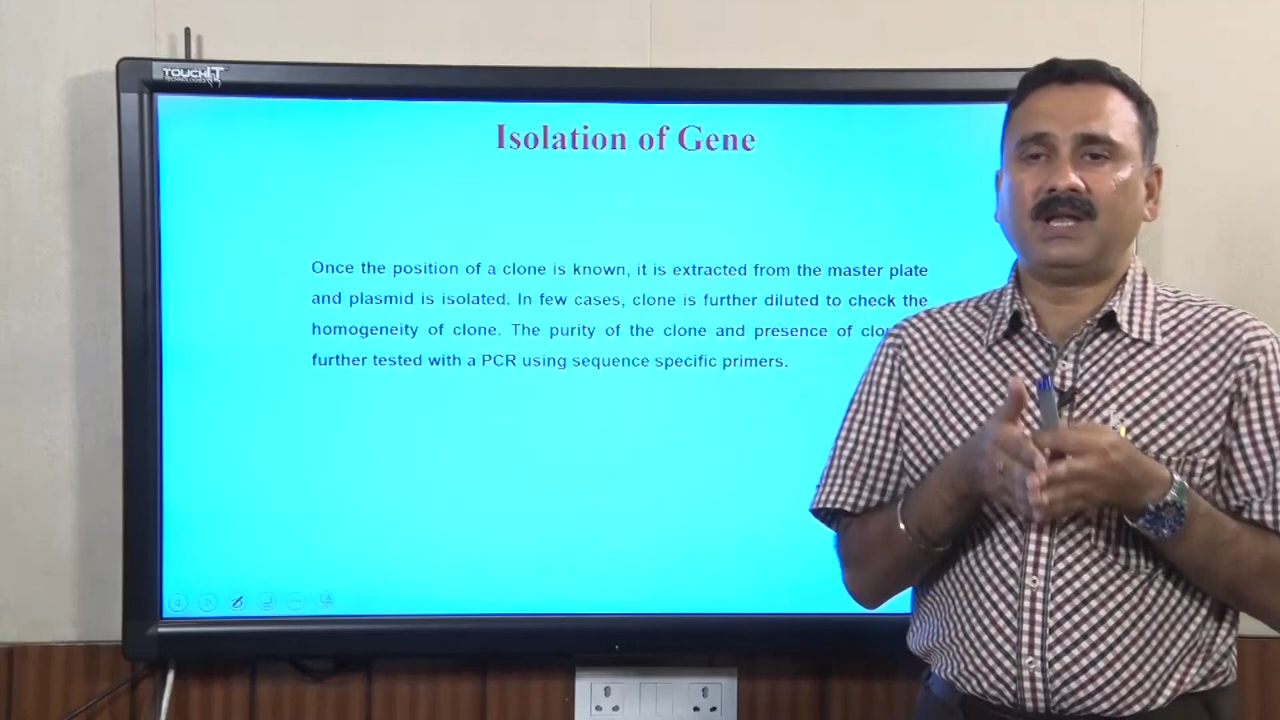 TOUCHIT
TECHNOLOGIES
Isolation of Gene
Once the position of a clone is known, it is extracted from the master plate
and plasmid is isolated. In few cases, clone is further diluted to check the
homogeneity of clone. The purity of the clone and presence of
further tested with a PCR using sequence specific primers.